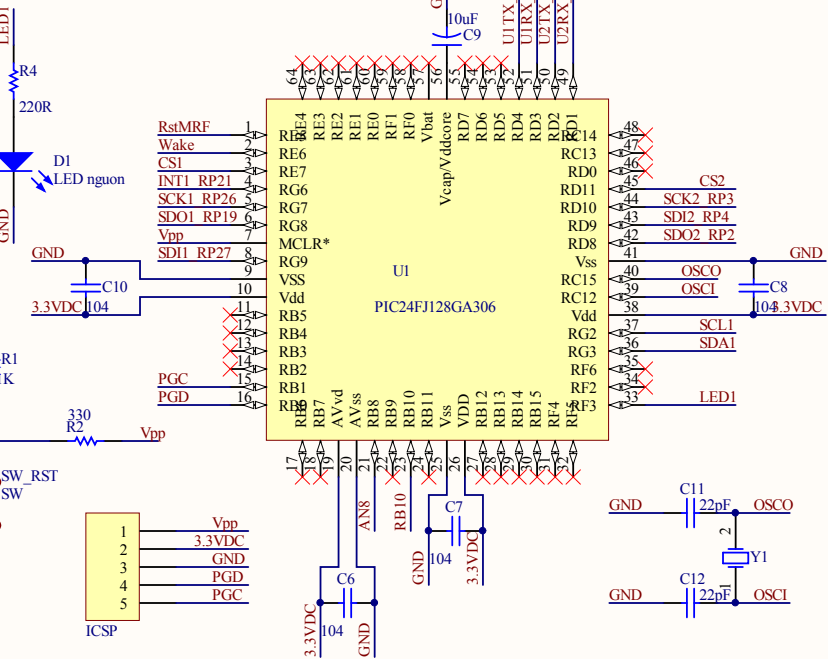 LED1
R4
220R
D1
LED nguon
GND
10uF
C9
G
U1TX
U1RX
U2TX
U2RX
64
63
62
61
60
59
58
57
56
55
54
53
52
51
50
49
RE4
RE3
RE2
RE1
RE0
RF1
RF0
Vbat
Vcap/Vddcore
RD7
RD6
RD5
RD4
RD3
RD2
RD1
RstMRF 1 RE5
Wake 2 RE6
CS1 3 RE7
INT1 RP21 4 RG6
SCK1 RP26 5 RG7
SDO1 RP19 6 RG8
Vpp 7 MCLR*
SDI1 RP27 8 RG9
GND 9 VSS
10 Vdd
C10
3.3VDC 104
11 RB5
12 RB4
13 RB3
14 RB2
PGC 15 RB1
PGD 16 RB0
U1
PIC24FJ128GA306
RC14 48
RC13 47
RD0 46
RD11 45 CS2
RD10 44 SCK2 RP3
RD9 43 SDI2 RP4
RD8 42 SDO2 RP2
Vss 41 GND
RC15 40 OSCO
RC12 39 OSCI
Vdd 38
C8
104 3.3VDC
RG2 37 SCL1
RG3 36 SDA1
RF6 35
RF2 34
RF3 33 LED1
RB6
RB7
AVvd
AVss
RB8
RB9
RB10
RB11
Vss
VDD
RB12
RB13
RB14
RB15
RF4
RF5
17
18
19
20
21
22
23
24
25
26
27
28
29
30
31
32
AN8
RB10
C7
104
GND
3.3VDC
C6
104
3.3VDC
GND
R1
1K
330
R2
Vpp
SW_RST
SW
1 Vpp
2 3.3VDC
3 GND
4 PGD
5 PGC
ICSP
GND
C11
22pF
OSCO
2
Y1
1
GND
C12
22pF
OSCI